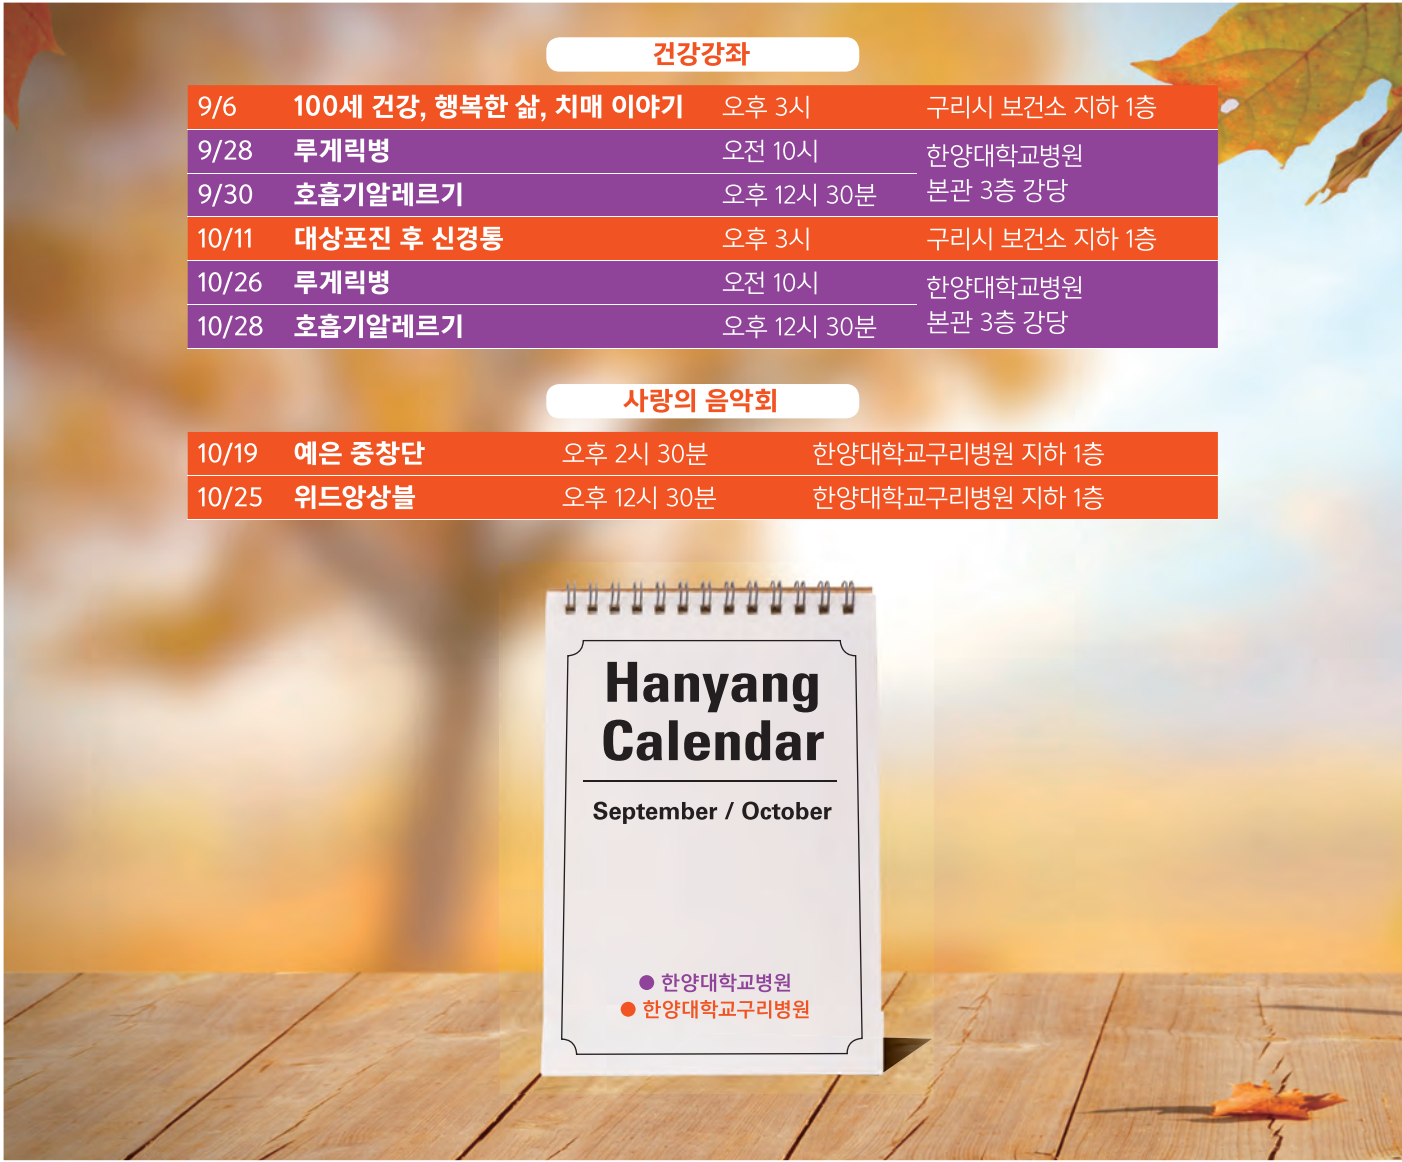 건강강좌
9/6 100세 건강, 행복한 삶, 치매 이야기 오후 3시 구리시 보건소 지하 1층
9/28 루게릭병 오전 10시 한양대학교병원
9/30 호흡기알레르기 오후 12시 30분 본관 3층 강당
10/11 대상포진 후 신경통 오후 3시 구리시 보건소 지하 1층
10/26 루게릭병 오전 10시 한양대학교병원
10/28 호흡기알레르기 오후 12시 30분 본관 3층 강당
사랑의 음악회
10/19 예은 중창단 오후 2시 30분 한양대학교구리병원 지하 1층
10/25 위드앙상블 오후 12시 30분 한양대학교구리병원 지하 1층
Hanyang
Calendar
September / October
● 한양대학교병원
● 한양대학교구리병원